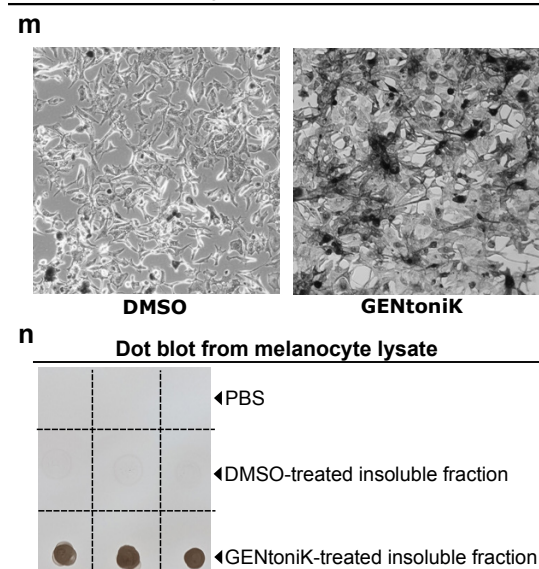 m
DMSO
GENtoniK
n
Dot blot from melanocyte lysate
PBS
DMSO-treated insoluble fraction
GENtoniK-treated insoluble fraction